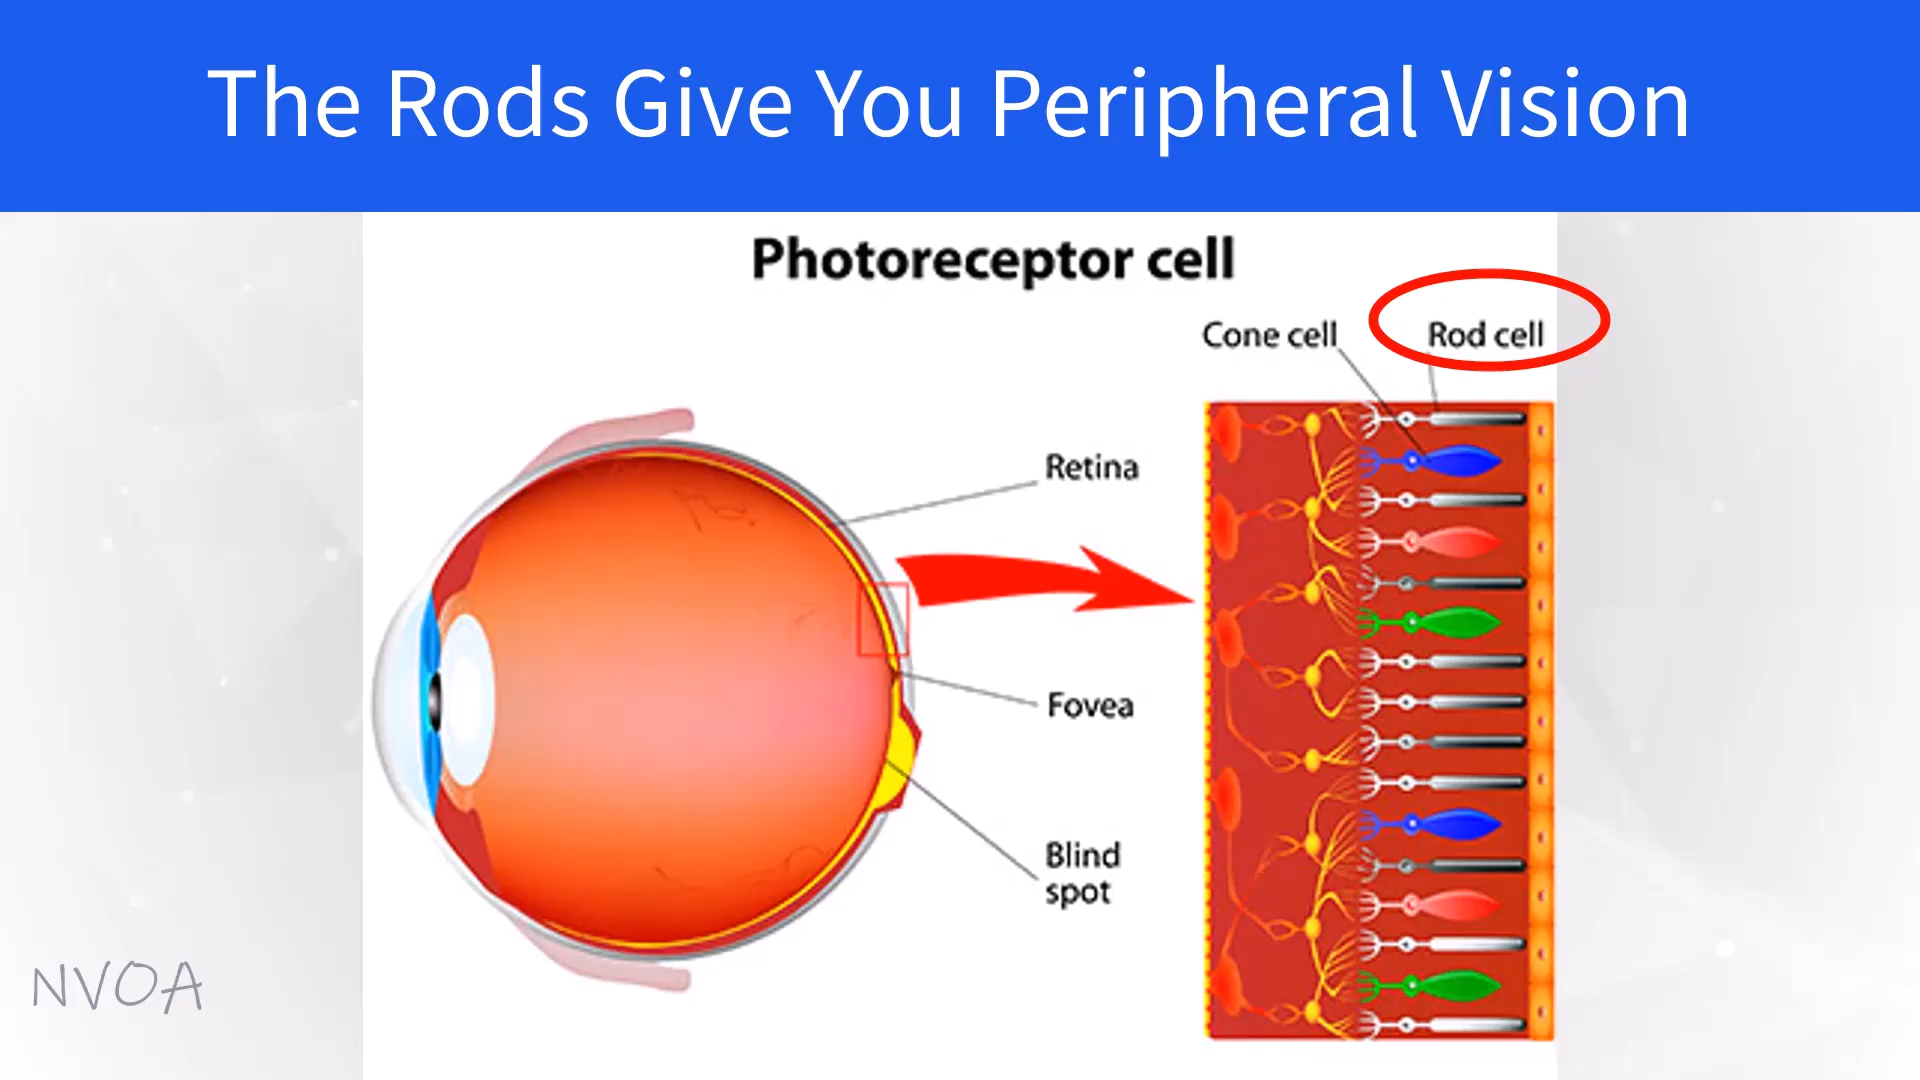 The Rods Give You Peripheral Vision
Photoreceptor cell
Cone cell
Rod cell
Retina
Fovea
Blind
spot
NVOA